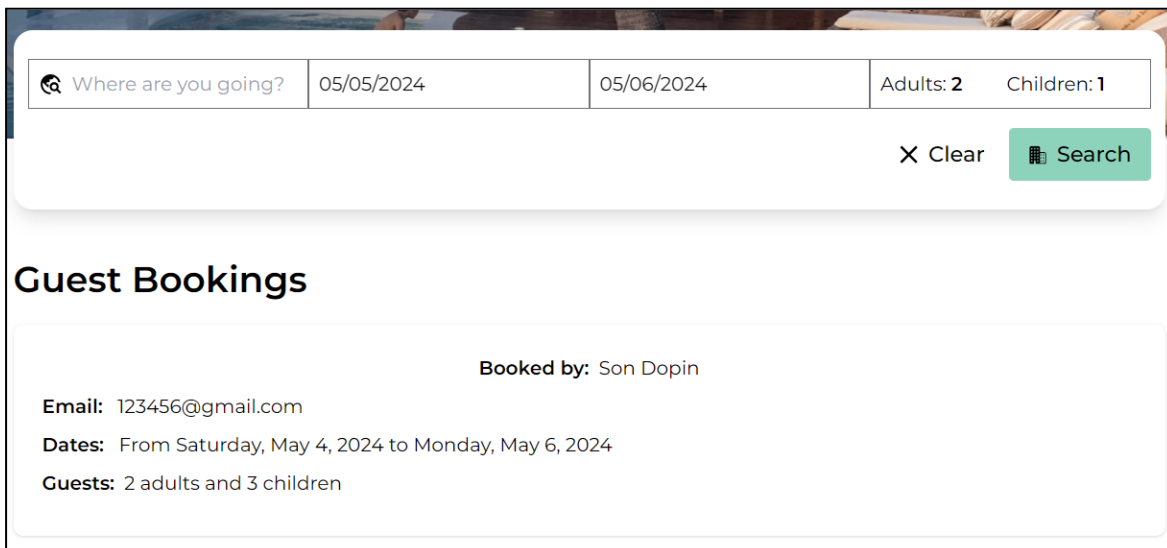 Where are you going? 05/05/2024 05/06/2024 Adults: 2 Children: 1
Clear Search
Guest Bookings
Booked by: Son Dopin
Email: 123456@gmail.com
Dates: From Saturday, May 4, 2024 to Monday, May 6, 2024
Guests: 2 adults and 3 children